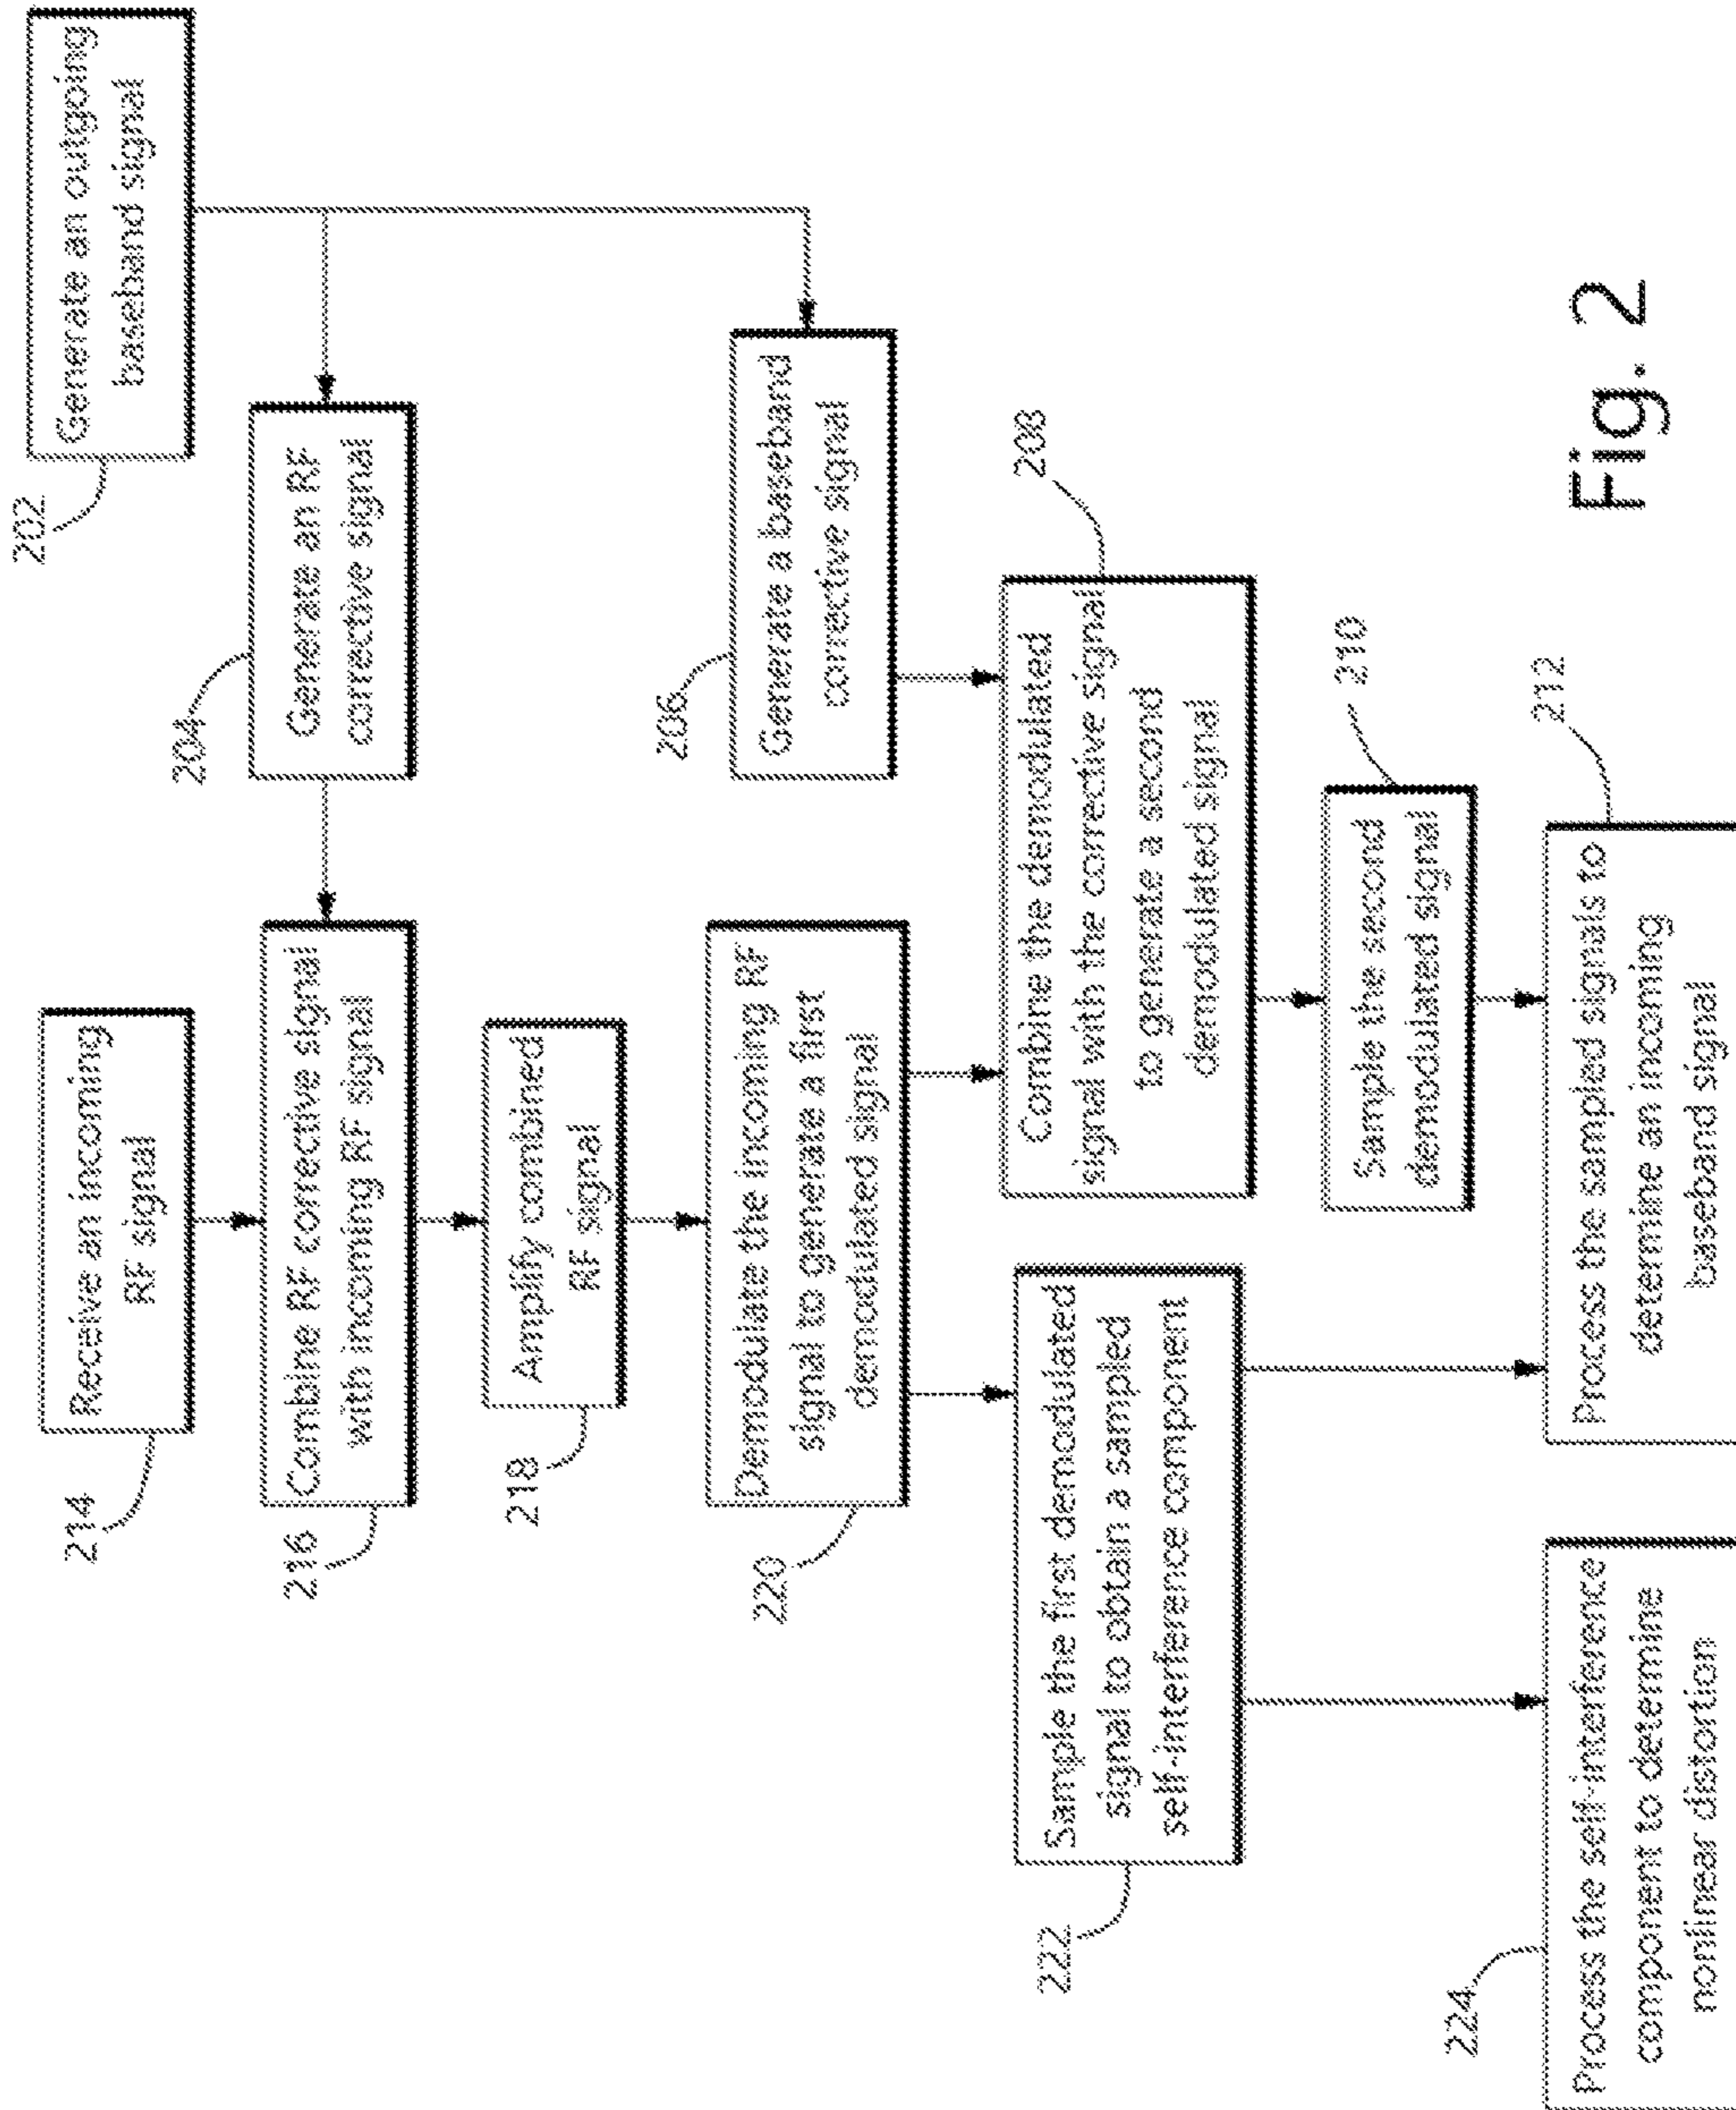 202
Generate an outgoing
baseband signal
214
Receive an incoming
RF signal
204
Generate an RF
corrective signal
216
Combine RF corrective signal
with incoming RF signal
218
Amplify combined
RF signal
206
Generate a baseband
corrective signal
220
Demodulate the incoming RF
signal to generate a first
demodulated signal
222
Sample the first demodulated
signal to obtain a sampled
self-interference component
208
Combine the demodulated
signal with the corrective signal
to generate a second
demodulated signal
210
Sample the second
demodulated signal
224
Process the self-interference
component to determine
nonlinear distortion
212
Process the sampled signals to
determine an incoming
baseband signal
Fig. 2